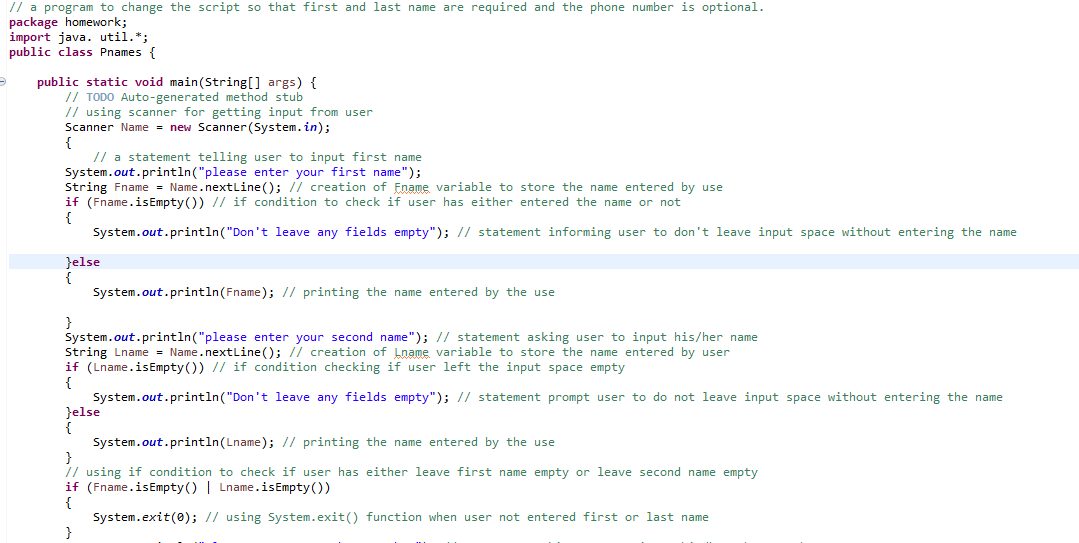 // a program to change the script so that first and last name are required and the phone number is optional.
package homework;
import java. util.*;
public class Pnames {
public static void main(String[] args) {
// TODO Auto-generated method stub
// using scanner for getting input from user
Scanner Name = new Scanner(System.in);
{
// a statement telling user to input first name
System.out.println("please enter your first name");
String Fname = Name.nextLine(); // creation of Fname variable to store the name entered by use
if (Fname.isEmpty()) // if condition to check if user has either entered the name or not
{
System.out.println("Don't leave any fields empty"); // statement informing user to don't leave input space without entering the name
}else
{
System.out.println(Fname); // printing the name entered by the use
}
System.out.println("please enter your second name"); // statement asking user to input his/her name
String Lname = Name.nextLine(); // creation of Lname variable to store the name entered by user
if (Lname.isEmpty()) // if condition checking if user left the input space empty
{
System.out.println("Don't leave any fields empty"); // statement prompt user to do not leave input space without entering the name
}else
{
System.out.println(Lname); // printing the name entered by the use
}
// using if condition to check if user has either leave first name empty or leave second name empty
if (Fname.isEmpty() | Lname.isEmpty())
{
System.exit(0); // using System.exit() function when user not entered first or last name
}